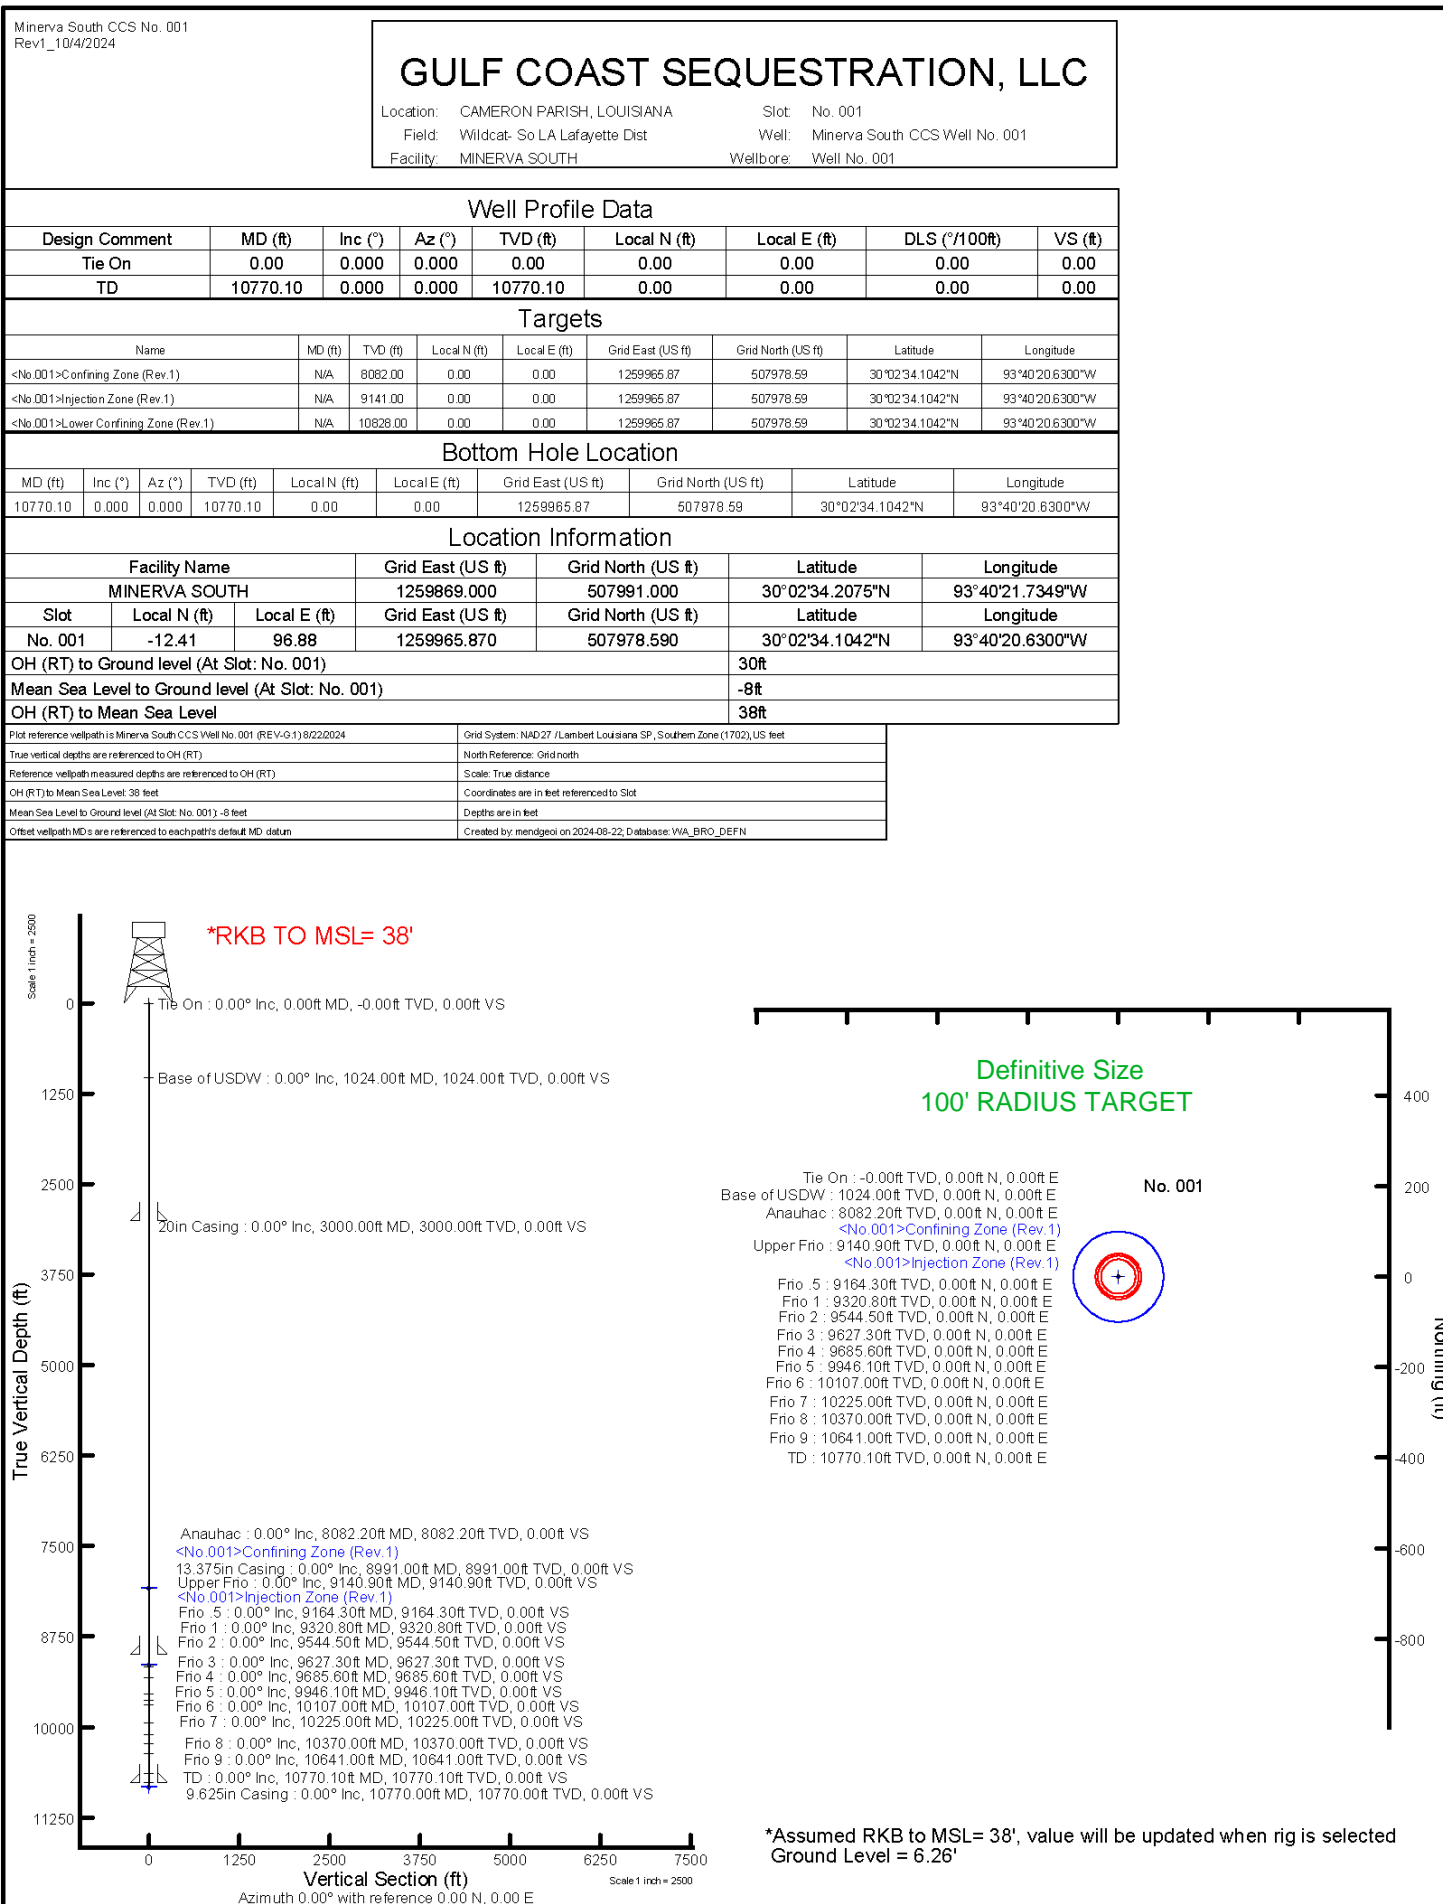 Minerva South CCS No. 001
Rev1_10/4/2024
GULF COAST SEQUESTRATION, LLC
Location: CAMERON PARISH, LOUISIANA Slot: No. 001
Field: Wildcat- So LA Lafayette Dist Well: Minerva South CCS Well No. 001
Facility: MINERVA SOUTH Wellbore: Well No. 001
Well Profile Data
Design Comment MD (ft) Inc (°) Az (°) TVD (ft) Local N (ft) Local E (ft) DLS (°/100ft) VS (ft)
Tie On 0.00 0.000 0.000 0.00 0.00 0.00 0.00 0.00
TD 10770.10 0.000 0.000 10770.10 0.00 0.00 0.00 0.00
Targets
Name MD (ft) TVD (ft) Local N (ft) Local E (ft) Grid East (US ft) Grid North (US ft) Latitude Longitude
<No.001>Confining Zone (Rev.1) N/A 8082.00 0.00 0.00 1259965.87 507978.59 30°02'34.1042"N 93°40'20.6300"W
<No.001>Injection Zone (Rev.1) N/A 9141.00 0.00 0.00 1259965.87 507978.59 30°02'34.1042"N 93°40'20.6300"W
<No.001>Lower Confining Zone (Rev.1) N/A 10828.00 0.00 0.00 1259965.87 507978.59 30°02'34.1042"N 93°40'20.6300"W
Bottom Hole Location
MD (ft) Inc (°) Az (°) TVD (ft) Local N (ft) Local E (ft) Grid East (US ft) Grid North (US ft) Latitude Longitude
10770.10 0.000 0.000 10770.10 0.00 0.00 1259965.87 507978.59 30°02'34.1042"N 93°40'20.6300"W
Location Information
Facility Name Grid East (US ft) Grid North (US ft) Latitude Longitude
MINERVA SOUTH 1259869.000 507991.000 30°02'34.2075"N 93°40'21.7349"W
Slot Local N (ft) Local E (ft) Grid East (US ft) Grid North (US ft) Latitude Longitude
No. 001 -12.41 96.88 1259965.870 507978.590 30°02'34.1042"N 93°40'20.6300"W
OH (RT) to Ground level (At Slot: No. 001) 30ft
Mean Sea Level to Ground level (At Slot: No. 001) -8ft
OH (RT) to Mean Sea Level 38ft
Plot reference wellpath is Minerva South CCS Well No. 001 (REV-G.1) 8/22/2024 Grid System: NAD27 / Lambert Louisiana SP, Southern Zone (1702), US feet
True vertical depths are referenced to OH (RT) North Reference: Grid north
Reference wellpath measured depths are referenced to OH (RT) Scale: True distance
OH (RT) to Mean Sea Level: 38 feet Coordinates are in feet referenced to Slot
Mean Sea Level to Ground level (At Slot: No. 001): -8 feet Depths are in feet
Offset wellpath MDs are referenced to each path's default MD datum Created by: mendgeoi on 2024-08-22; Database: WA_BRO_DEFN
Scale 1 inch = 2500
*RKB TO MSL= 38'
True Vertical Depth (ft)
0
1250
2500
3750
5000
6250
7500
8750
10000
11250
Tie On : 0.00° Inc, 0.00ft MD, -0.00ft TVD, 0.00ft VS
Base of USDW : 0.00° Inc, 1024.00ft MD, 1024.00ft TVD, 0.00ft VS
20in Casing : 0.00° Inc, 3000.00ft MD, 3000.00ft TVD, 0.00ft VS
Anauhac : 0.00° Inc, 8082.20ft MD, 8082.20ft TVD, 0.00ft VS
<No.001>Confining Zone (Rev.1)
13.375in Casing : 0.00° Inc, 8991.00ft MD, 8991.00ft TVD, 0.00ft VS
Upper Frio : 0.00° Inc, 9140.90ft MD, 9140.90ft TVD, 0.00ft VS
<No.001>Injection Zone (Rev.1)
Frio .5 : 0.00° Inc, 9164.30ft MD, 9164.30ft TVD, 0.00ft VS
Frio 1 : 0.00° Inc, 9320.80ft MD, 9320.80ft TVD, 0.00ft VS
Frio 2 : 0.00° Inc, 9544.50ft MD, 9544.50ft TVD, 0.00ft VS
Frio 3 : 0.00° Inc, 9627.30ft MD, 9627.30ft TVD, 0.00ft VS
Frio 4 : 0.00° Inc, 9685.60ft MD, 9685.60ft TVD, 0.00ft VS
Frio 5 : 0.00° Inc, 9946.10ft MD, 9946.10ft TVD, 0.00ft VS
Frio 6 : 0.00° Inc, 10107.00ft MD, 10107.00ft TVD, 0.00ft VS
Frio 7 : 0.00° Inc, 10225.00ft MD, 10225.00ft TVD, 0.00ft VS
Frio 8 : 0.00° Inc, 10370.00ft MD, 10370.00ft TVD, 0.00ft VS
Frio 9 : 0.00° Inc, 10641.00ft MD, 10641.00ft TVD, 0.00ft VS
TD : 0.00° Inc, 10770.10ft MD, 10770.10ft TVD, 0.00ft VS
9.625in Casing : 0.00° Inc, 10770.00ft MD, 10770.00ft TVD, 0.00ft VS
0 1250 2500 3750 5000 6250 7500
Vertical Section (ft)
Scale 1 inch = 2500
Azimuth 0.00° with reference 0.00 N, 0.00 E
Definitive Size
100' RADIUS TARGET
No. 001
Tie On : -0.00ft TVD, 0.00ft N, 0.00ft E
Base of USDW : 1024.00ft TVD, 0.00ft N, 0.00ft E
Anauhac : 8082.20ft TVD, 0.00ft N, 0.00ft E
<No.001>Confining Zone (Rev.1)
Upper Frio : 9140.90ft TVD, 0.00ft N, 0.00ft E
<No.001>Injection Zone (Rev.1)
Frio .5 : 9164.30ft TVD, 0.00ft N, 0.00ft E
Frio 1 : 9320.80ft TVD, 0.00ft N, 0.00ft E
Frio 2 : 9544.50ft TVD, 0.00ft N, 0.00ft E
Frio 3 : 9627.30ft TVD, 0.00ft N, 0.00ft E
Frio 4 : 9685.60ft TVD, 0.00ft N, 0.00ft E
Frio 5 : 9946.10ft TVD, 0.00ft N, 0.00ft E
Frio 6 : 10107.00ft TVD, 0.00ft N, 0.00ft E
Frio 7 : 10225.00ft TVD, 0.00ft N, 0.00ft E
Frio 8 : 10370.00ft TVD, 0.00ft N, 0.00ft E
Frio 9 : 10641.00ft TVD, 0.00ft N, 0.00ft E
TD : 10770.10ft TVD, 0.00ft N, 0.00ft E
400
200
0
-200
-400
-600
-800
Northing (ft)
*Assumed RKB to MSL= 38', value will be updated when rig is selected
Ground Level = 6.26'